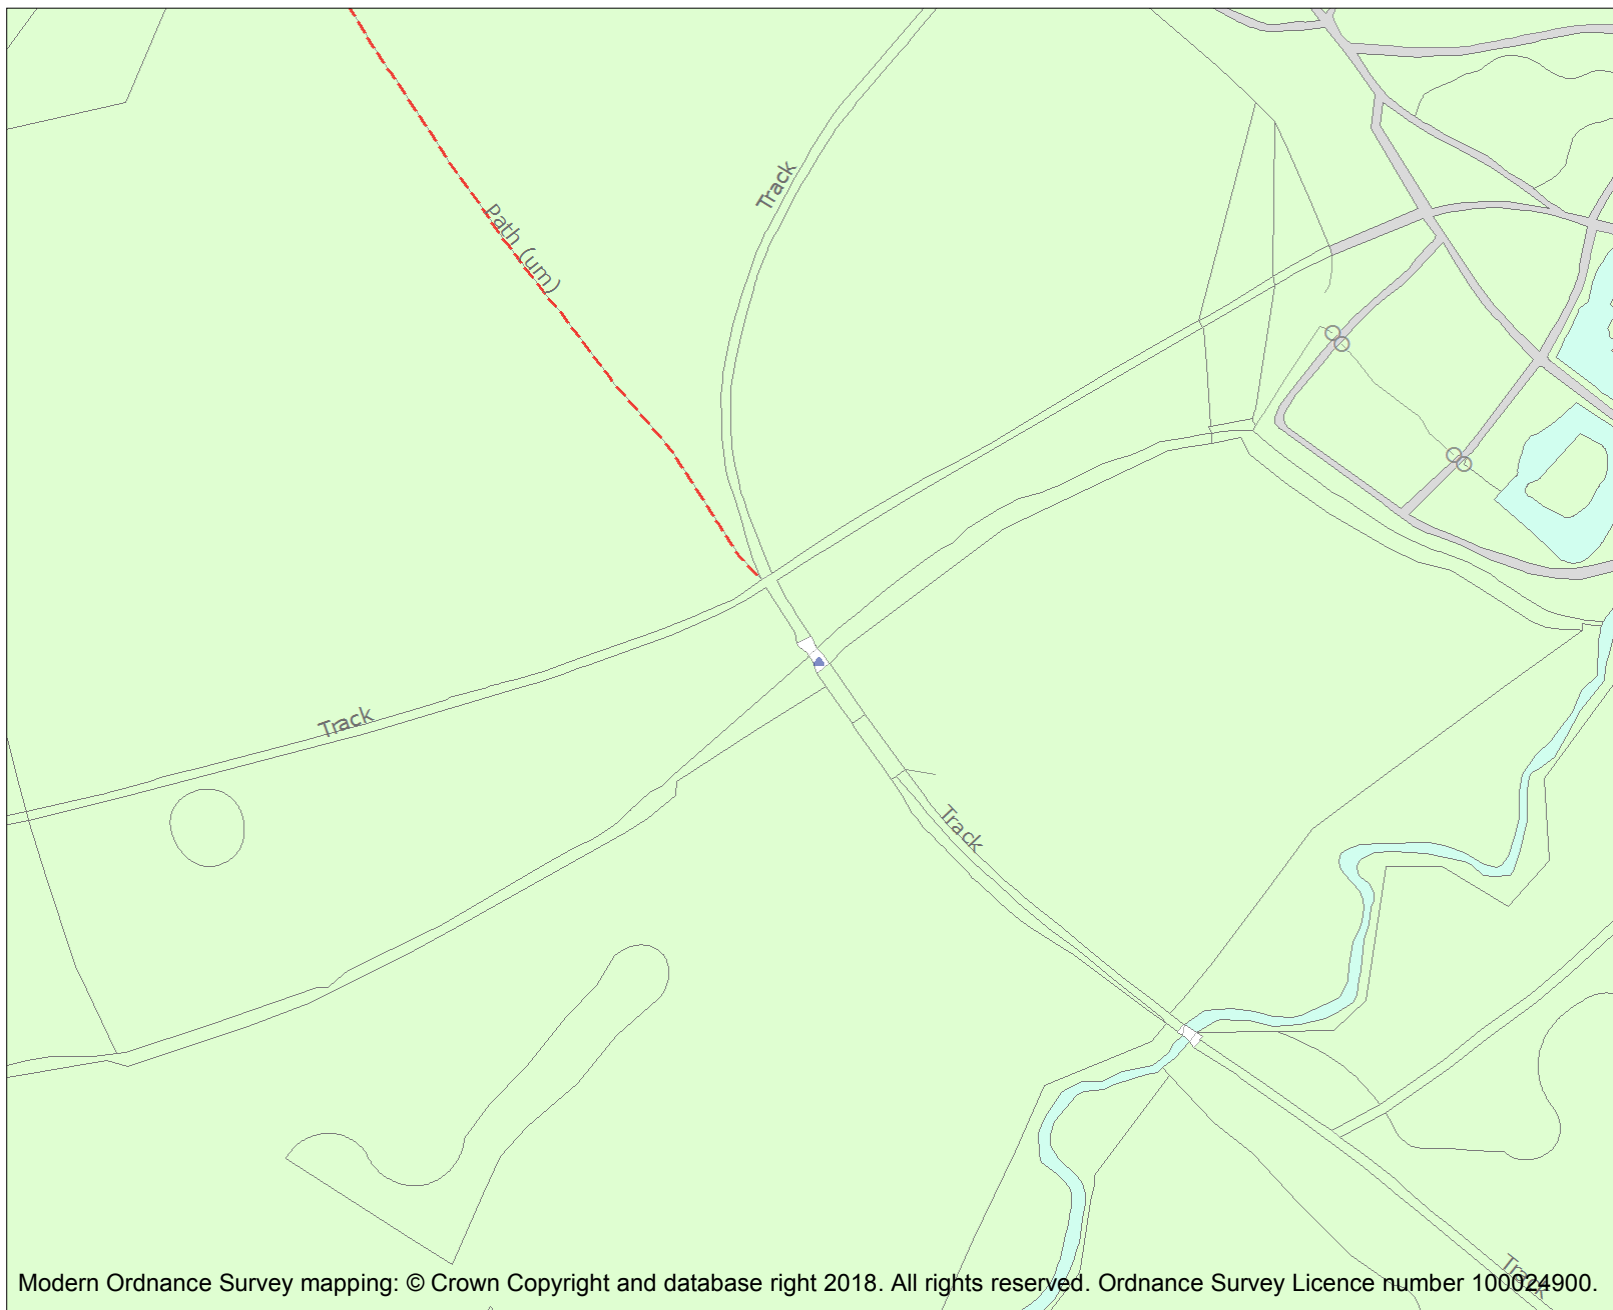 Track
Path (um)
Track
Track
Track
Modern Ordnance Survey mapping: © Crown Copyright and database right 2018. All rights reserved. Ordnance Survey Licence number 100024900.